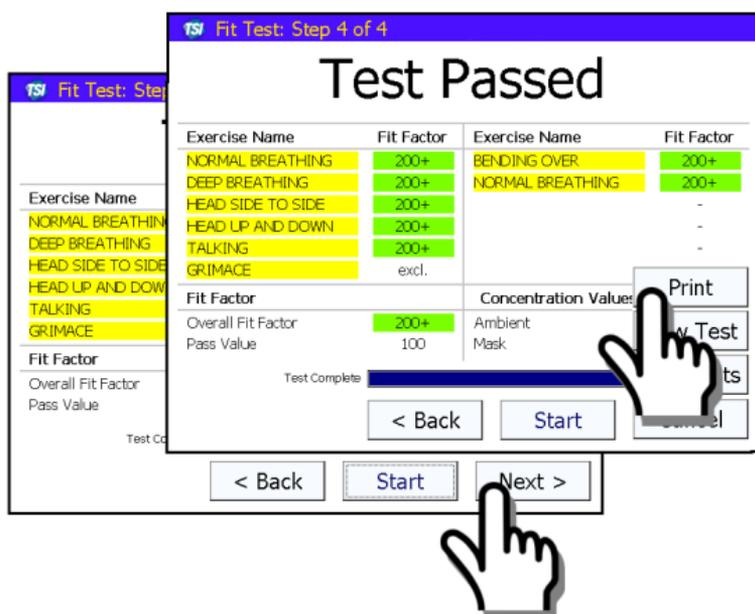 TSI Fit Test: Step 4 of 4
Test Passed
Exercise Name Fit Factor Exercise Name Fit Factor
NORMAL BREATHING 200+ BENDING OVER 200+
DEEP BREATHING 200+ NORMAL BREATHING 200+
HEAD SIDE TO SIDE 200+ -
HEAD UP AND DOWN 200+ -
TALKING 200+ -
GRIMACE excl.
Fit Factor Concentration Values
Overall Fit Factor 200+ Ambient
Pass Value 100 Mask
Test Complete
Print
Test
< Back Start
TSI Fit Test:
Exercise Name
NORMAL BREATHIN
DEEP BREATHING
HEAD SIDE TO SIDE
HEAD UP AND DOW
TALKING
GRIMACE
Fit Factor
Overall Fit Factor
Pass Value
Test Co
< Back Start Next >